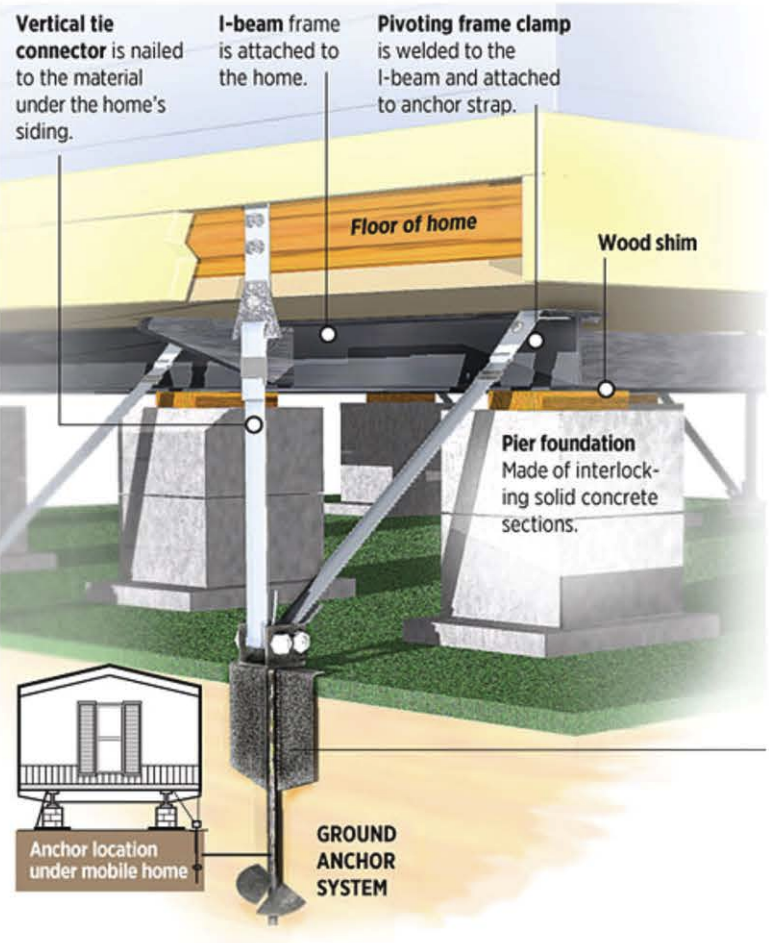 Vertical tie
connector is nailed
to the material
under the home's
siding.
I-beam frame
is attached to
the home.
Pivoting frame clamp
is welded to the
I-beam and attached
to anchor strap.
Floor of home
Wood shim
Pier foundation
Made of interlock-
ing solid concrete
sections.
Anchor location
under mobile home
GROUND
ANCHOR
SYSTEM